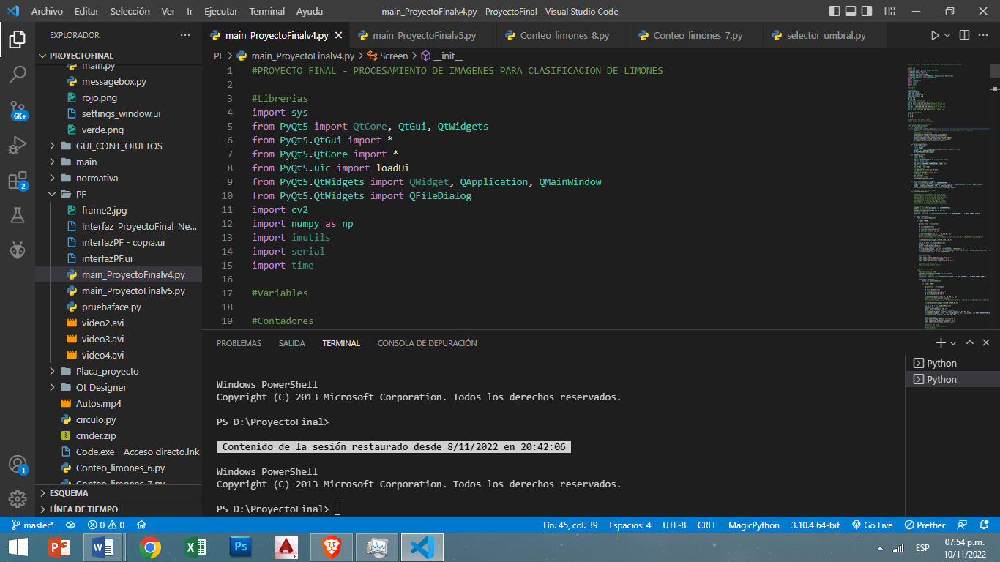 Archivo Editar Selección Ver Ir Ejecutar Terminal Ayuda
main_ProyectoFinalv4.py - ProyectoFinal - Visual Studio Code
EXPLORADOR
PROYECTOFINAL
main.py
messagebox.py
rojo.png
settings_window.ui
verde.png
GUI_CONT_OBJETOS
main
normativa
PF
frame2.jpg
Interfaz_ProyectoFinal_Ne...
interfazPF - copia.ui
interfazPF.ui
main_ProyectoFinalv4.py
main_ProyectoFinalv5.py
pruebaface.py
video2.avi
video3.avi
video4.avi
Placa_proyecto
Qt Designer
Autos.mp4
circulo.py
cmder.zip
Code.exe - Acceso directo.lnk
Conteo_limones_6.py
Conteo_limones_7.py
ESQUEMA
LÍNEA DE TIEMPO
6K+
2
1
main_ProyectoFinalv4.py main_ProyectoFinalv5.py Conteo_limones_8.py Conteo_limones_7.py selector_umbral.py
PF > main_ProyectoFinalv4.py > Screen > __init__
1 #PROYECTO FINAL - PROCESAMIENTO DE IMAGENES PARA CLASIFICACION DE LIMONES
2
3 #Librerias
4 import sys
5 from PyQt5 import QtCore, QtGui, QtWidgets
6 from PyQt5.QtGui import *
7 from PyQt5.QtCore import *
8 from PyQt5.uic import loadUi
9 from PyQt5.QtWidgets import QWidget, QApplication, QMainWindow
10 from PyQt5.QtWidgets import QFileDialog
11 import cv2
12 import numpy as np
13 import imutils
14 import serial
15 import time
16
17 #Variables
18
19 #Contadores
PROBLEMAS SALIDA TERMINAL CONSOLA DE DEPURACIÓN
Windows PowerShell
Copyright (C) 2013 Microsoft Corporation. Todos los derechos reservados.
PS D:\ProyectoFinal>
Contenido de la sesión restaurado desde 8/11/2022 en 20:42:06
Windows PowerShell
Copyright (C) 2013 Microsoft Corporation. Todos los derechos reservados.
PS D:\ProyectoFinal>
Python
Python
master* 0 0 Lín. 45, col. 39 Espacios: 4 UTF-8 CRLF MagicPython 3.10.4 64-bit Go Live Prettier
ESP
07:54 p.m.
10/11/2022